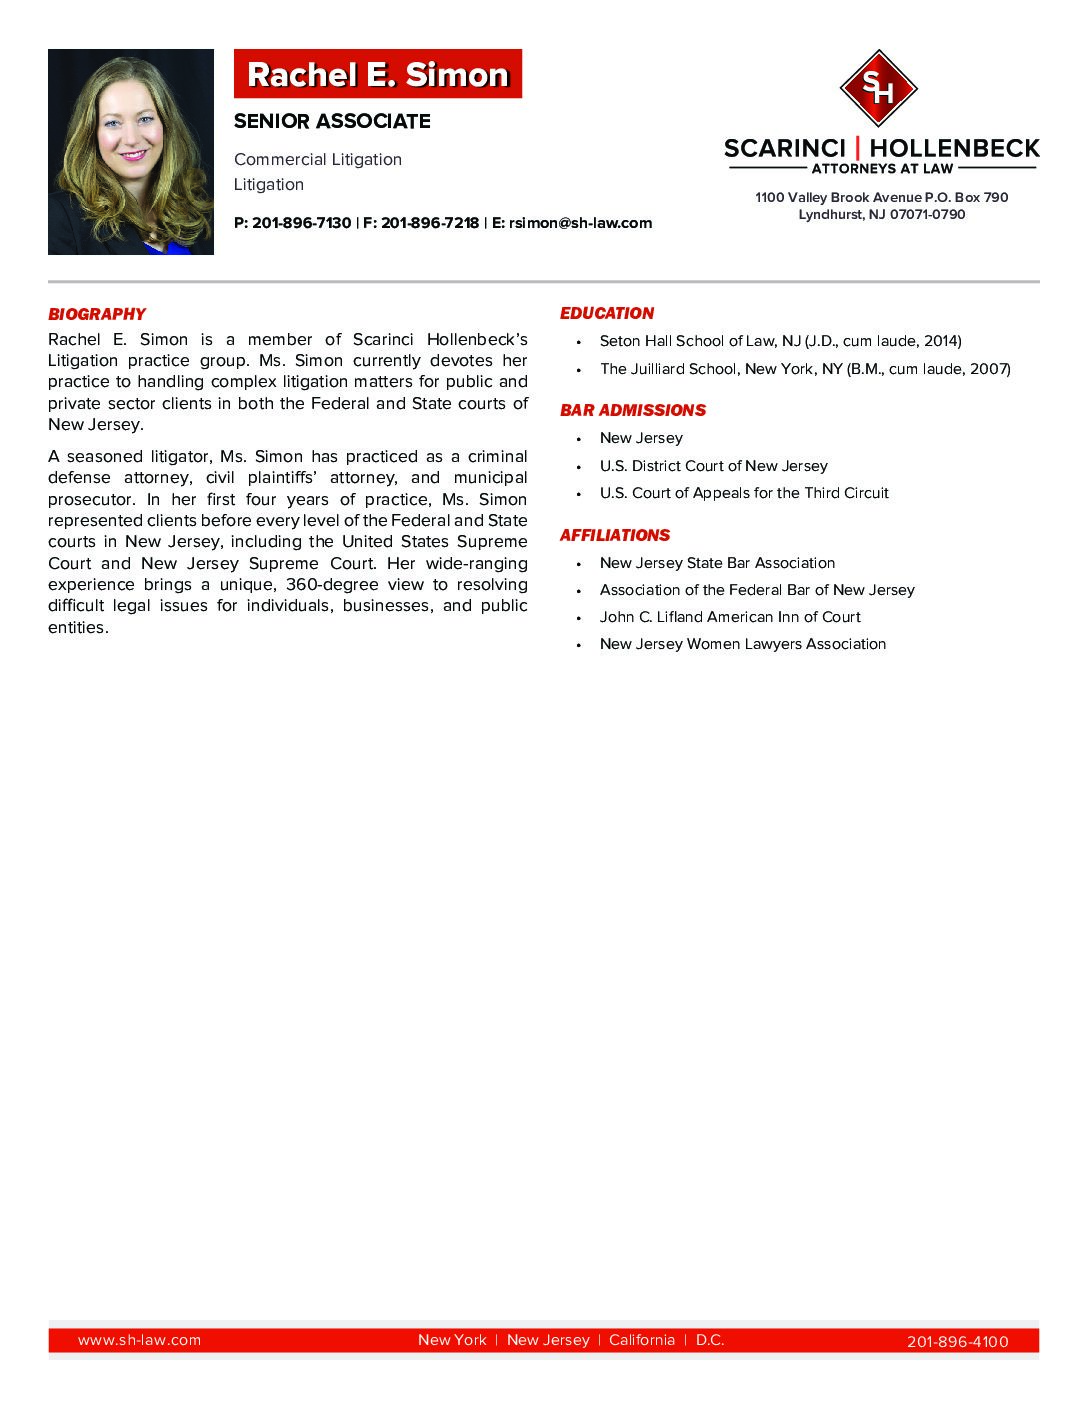 Rachel E. Simon
SENIOR ASSOCIATE
Commercial Litigation
Litigation
P: 201-896-7130 | F: 201-896-7218 | E: rsimon@sh-law.com
SH
SCARINCI | HOLLENBECK
ATTORNEYS AT LAW
1100 Valley Brook Avenue P.O. Box 790
Lyndhurst, NJ 07071-0790
BIOGRAPHY
Rachel E. Simon is a member of Scarinci Hollenbeck’s
Litigation practice group. Ms. Simon currently devotes her
practice to handling complex litigation matters for public and
private sector clients in both the Federal and State courts of
New Jersey.
A seasoned litigator, Ms. Simon has practiced as a criminal
defense attorney, civil plaintiffs’ attorney, and municipal
prosecutor. In her first four years of practice, Ms. Simon
represented clients before every level of the Federal and State
courts in New Jersey, including the United States Supreme
Court and New Jersey Supreme Court. Her wide-ranging
experience brings a unique, 360-degree view to resolving
difficult legal issues for individuals, businesses, and public
entities.
EDUCATION
• Seton Hall School of Law, NJ (J.D., cum laude, 2014)
• The Juilliard School, New York, NY (B.M., cum laude, 2007)
BAR ADMISSIONS
• New Jersey
• U.S. District Court of New Jersey
• U.S. Court of Appeals for the Third Circuit
AFFILIATIONS
• New Jersey State Bar Association
• Association of the Federal Bar of New Jersey
• John C. Lifland American Inn of Court
• New Jersey Women Lawyers Association
www.sh-law.com
New York | New Jersey | California | D.C.
201-896-4100